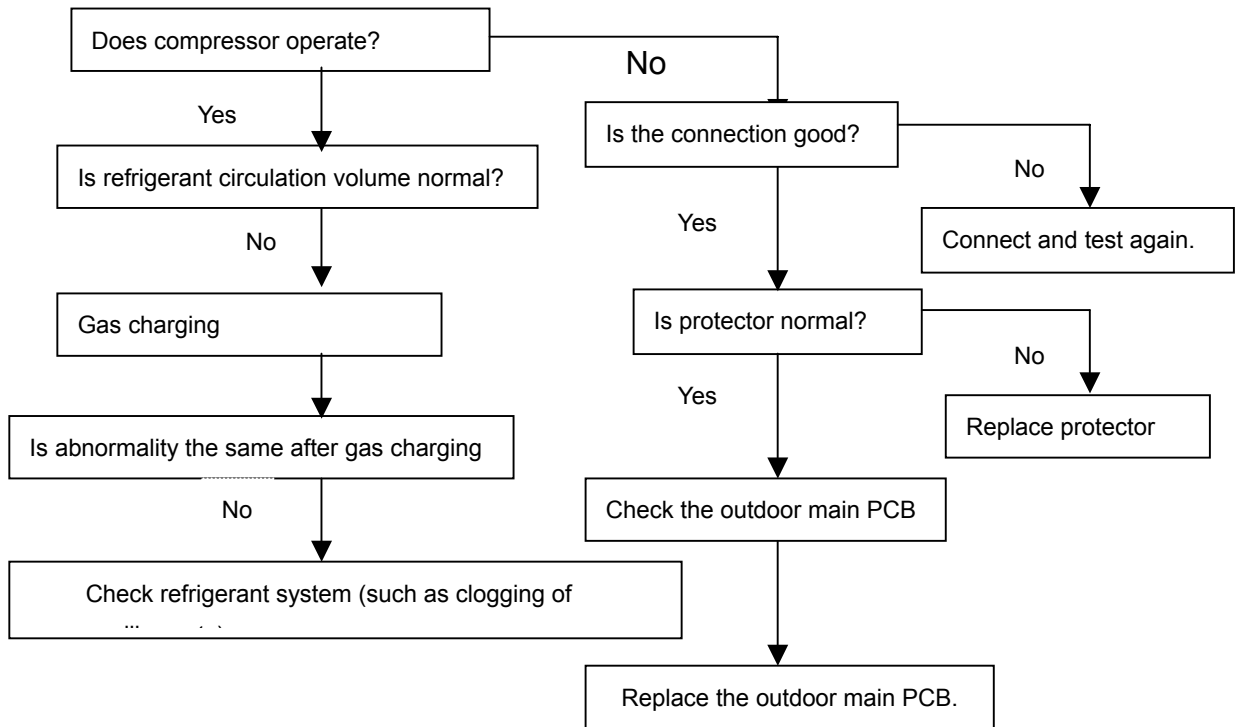 Does compressor operate?
No
Yes
Is the connection good?
Is refrigerant circulation volume normal?
No
Yes
No
Connect and test again.
Gas charging
Is protector normal?
No
Yes
Is abnormality the same after gas charging
Replace protector
No
Check the outdoor main PCB
Check refrigerant system (such as clogging of
Replace the outdoor main PCB.